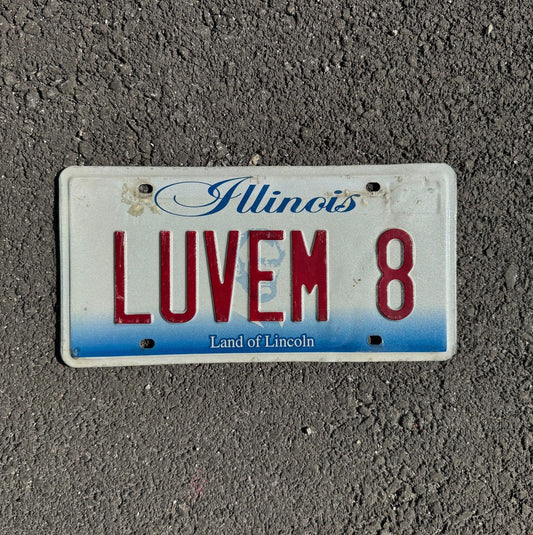 Illinois
LUVEM 8
Land of Lincoln